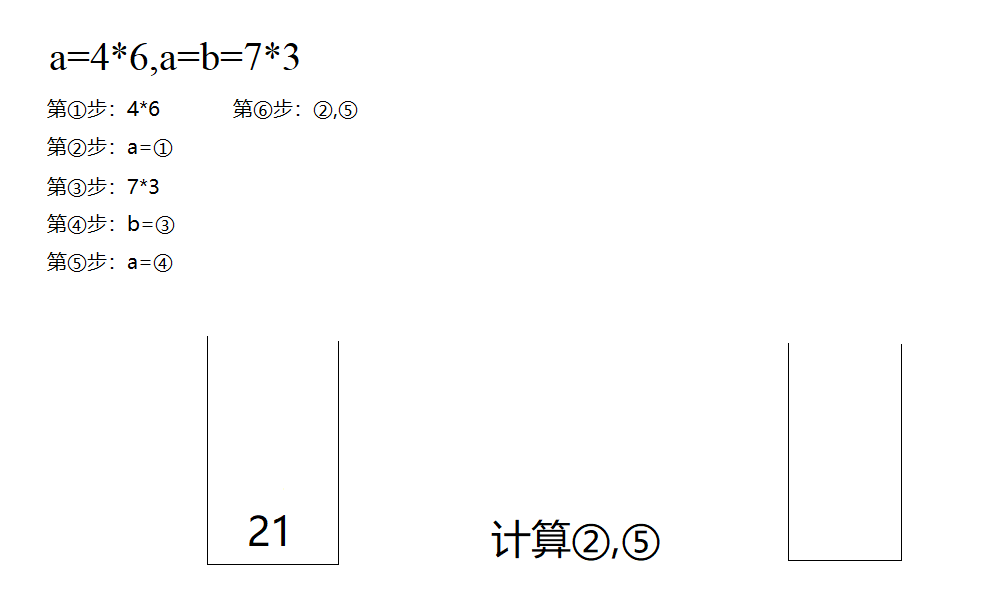 a=4*6,a=b=7*3
第①步：4*6
第②步：a=①
第③步：7*3
第④步：b=③
第⑤步：a=④
第⑥步：②,⑤
21
计算②,⑤